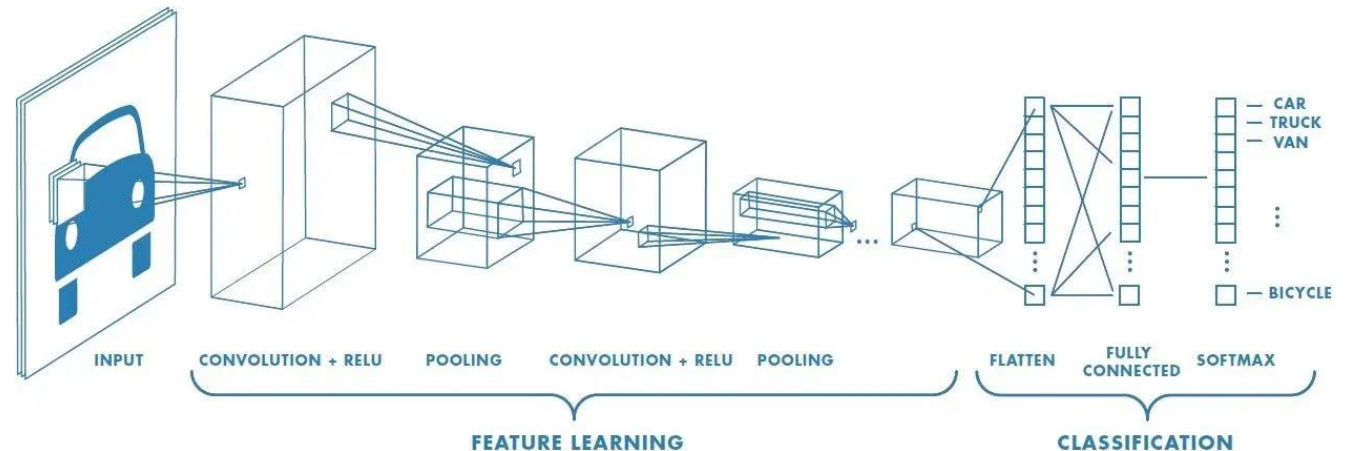 CAR
TRUCK
VAN
BICYCLE
INPUT
CONVOLUTION + RELU
POOLING
CONVOLUTION + RELU
POOLING
FLATTEN
FULLY
CONNECTED
SOFTMAX
FEATURE LEARNING
CLASSIFICATION